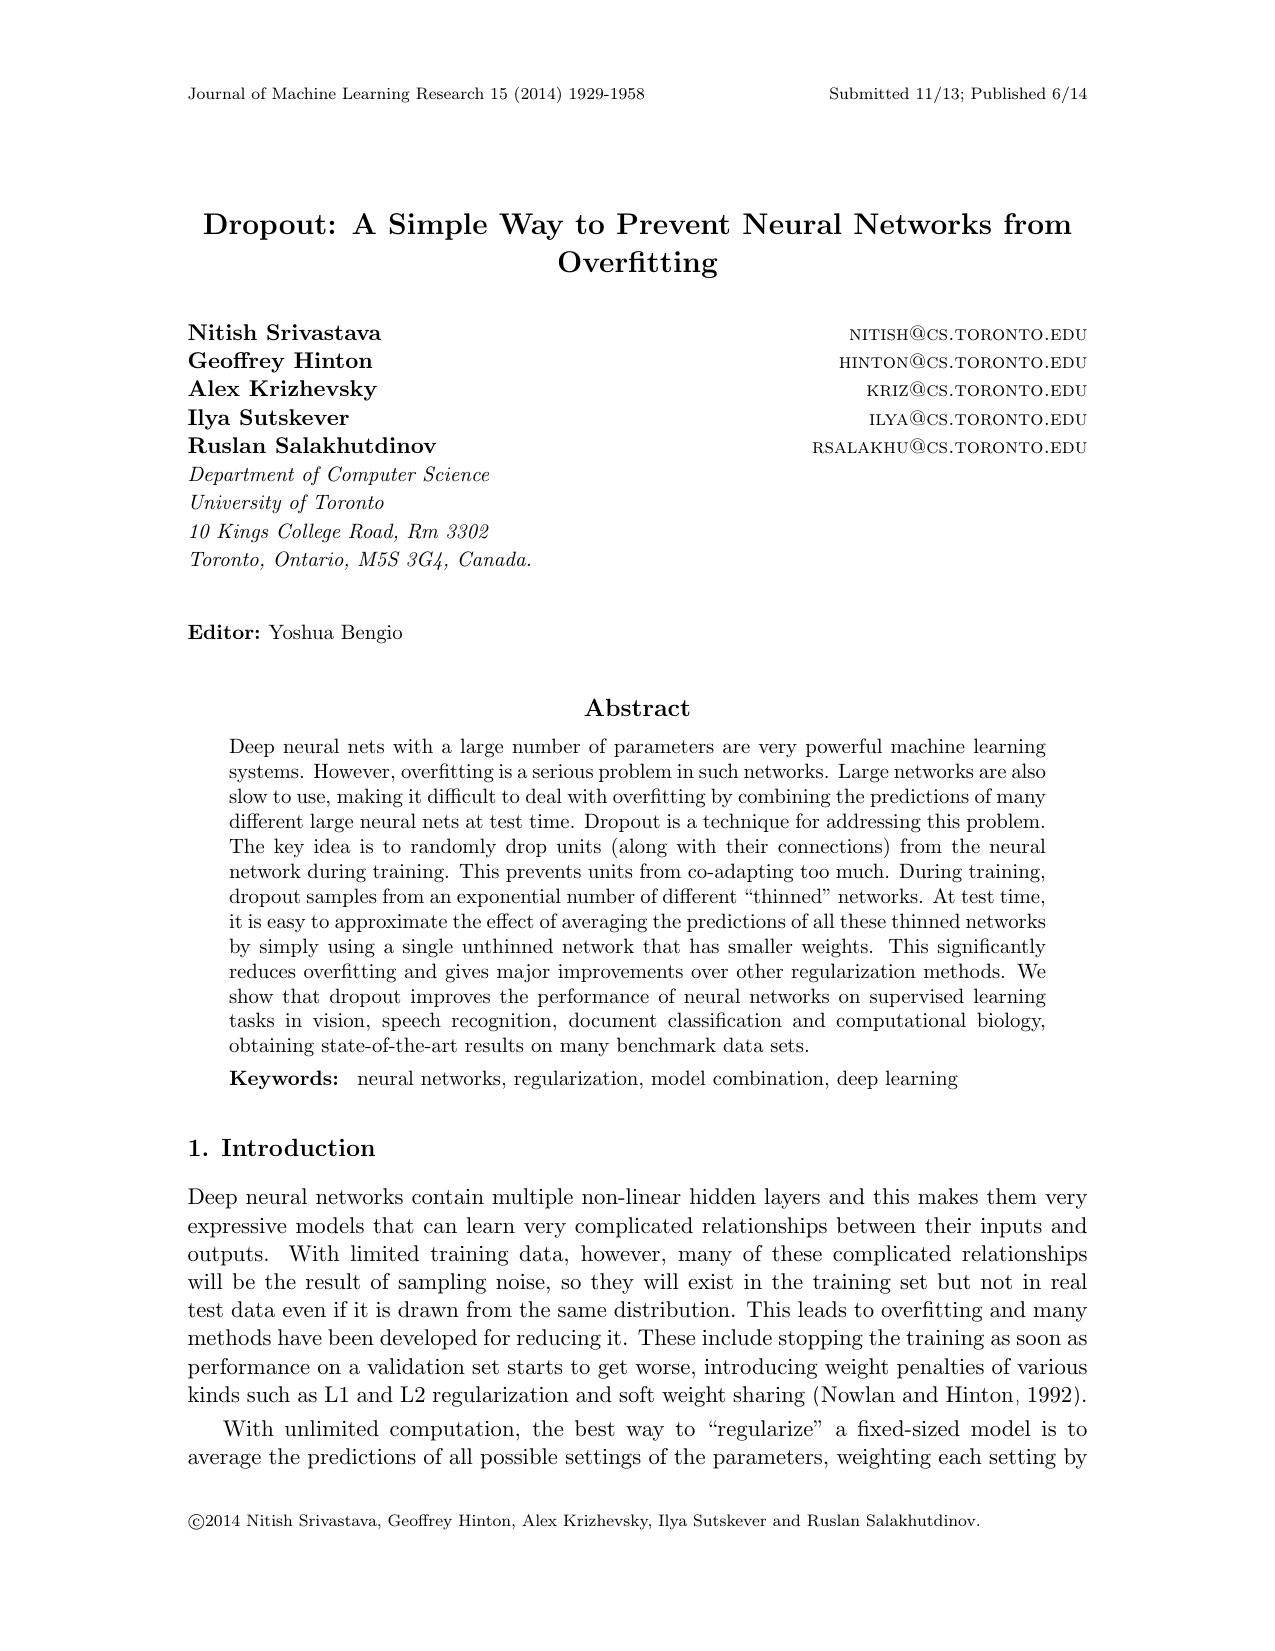 Journal of Machine Learning Research 15 (2014) 1929-1958 Submitted 11/13; Published 6/14
Dropout: A Simple Way to Prevent Neural Networks from
Overfitting
Nitish Srivastava nitish@cs.toronto.edu
Geoffrey Hinton hinton@cs.toronto.edu
Alex Krizhevsky kriz@cs.toronto.edu
Ilya Sutskever ilya@cs.toronto.edu
Ruslan Salakhutdinov rsalakhu@cs.toronto.edu
Department of Computer Science
University of Toronto
10 Kings College Road, Rm 3302
Toronto, Ontario, M5S 3G4, Canada.
Editor: Yoshua Bengio
Abstract
Deep neural nets with a large number of parameters are very powerful machine learning
systems. However, overfitting is a serious problem in such networks. Large networks are also
slow to use, making it difficult to deal with overfitting by combining the predictions of many
different large neural nets at test time. Dropout is a technique for addressing this problem.
The key idea is to randomly drop units (along with their connections) from the neural
network during training. This prevents units from co-adapting too much. During training,
dropout samples from an exponential number of different “thinned” networks. At test time,
it is easy to approximate the effect of averaging the predictions of all these thinned networks
by simply using a single unthinned network that has smaller weights. This significantly
reduces overfitting and gives major improvements over other regularization methods. We
show that dropout improves the performance of neural networks on supervised learning
tasks in vision, speech recognition, document classification and computational biology,
obtaining state-of-the-art results on many benchmark data sets.
Keywords: neural networks, regularization, model combination, deep learning
1. Introduction
Deep neural networks contain multiple non-linear hidden layers and this makes them very
expressive models that can learn very complicated relationships between their inputs and
outputs. With limited training data, however, many of these complicated relationships
will be the result of sampling noise, so they will exist in the training set but not in real
test data even if it is drawn from the same distribution. This leads to overfitting and many
methods have been developed for reducing it. These include stopping the training as soon as
performance on a validation set starts to get worse, introducing weight penalties of various
kinds such as L1 and L2 regularization and soft weight sharing (Nowlan and Hinton, 1992).
With unlimited computation, the best way to “regularize” a fixed-sized model is to
average the predictions of all possible settings of the parameters, weighting each setting by
©2014 Nitish Srivastava, Geoffrey Hinton, Alex Krizhevsky, Ilya Sutskever and Ruslan Salakhutdinov.